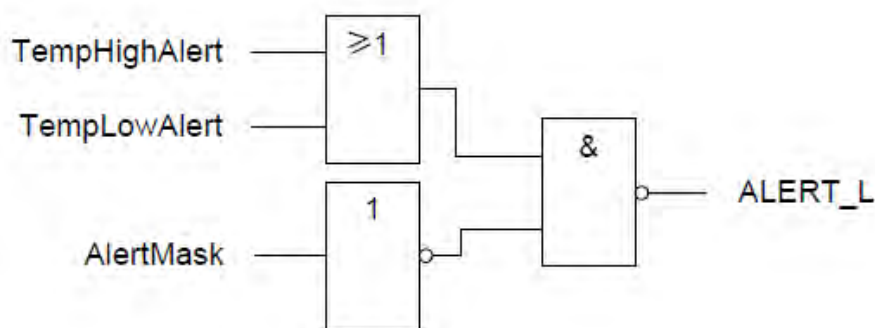 TempHighAlert
≥1
TempLowAlert
&
ALERT_L
1
AlertMask